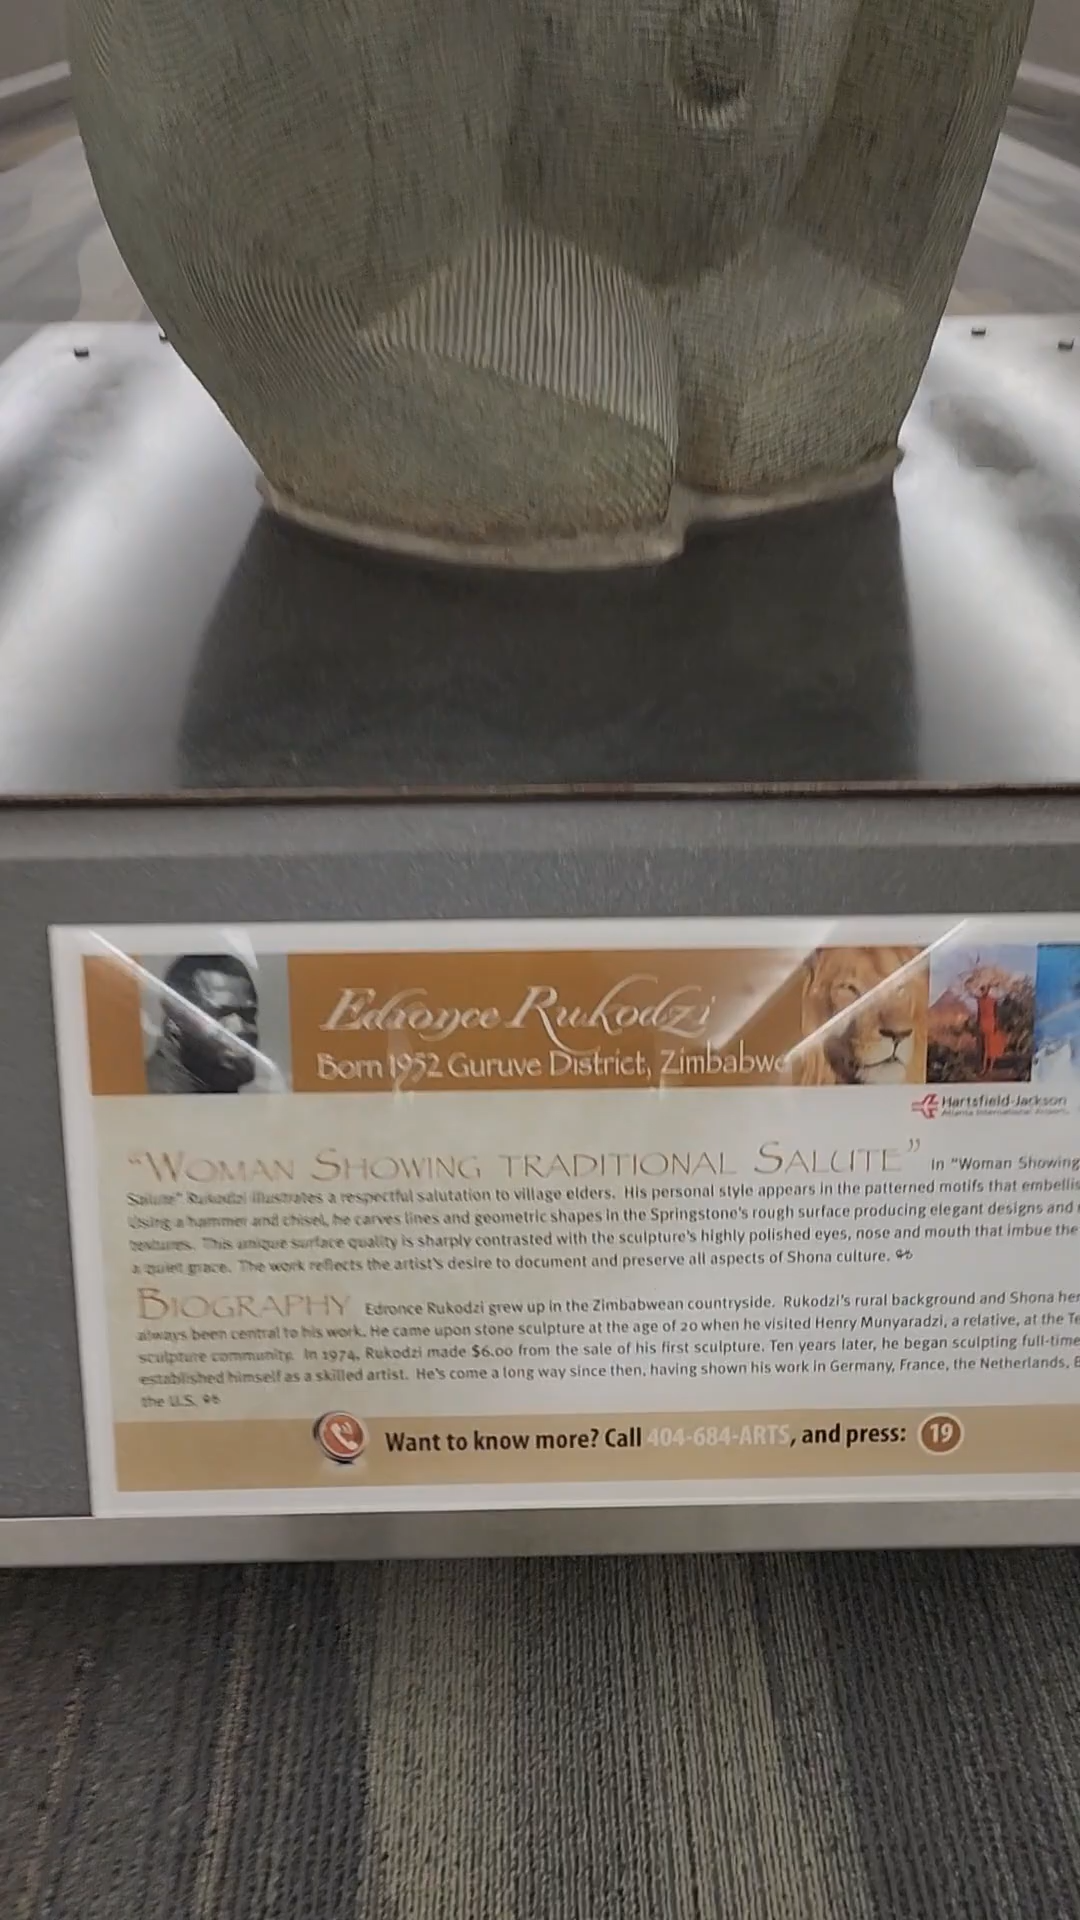 Edronce Rukodzi
Born 1952 Guruve District, Zimbabwe
Hartsfield-Jackson
Atlanta International Airport
“WOMAN SHOWING TRADITIONAL SALUTE” In “Woman Showing
Salute” Rukodzi illustrates a respectful salutation to village elders. His personal style appears in the patterned motifs that embellis
Using a hammer and chisel, he carves lines and geometric shapes in the Springstone's rough surface producing elegant designs and
textures. This unique surface quality is sharply contrasted with the sculpture's highly polished eyes, nose and mouth that imbue the
a quiet grace. The work reflects the artist's desire to document and preserve all aspects of Shona culture.
BIOGRAPHY Edronce Rukodzi grew up in the Zimbabwean countryside. Rukodzi's rural background and Shona her
always been central to his work. He came upon stone sculpture at the age of 20 when he visited Henry Munyaradzi, a relative, at the Te
sculpture community. In 1974, Rukodzi made $6.00 from the sale of his first sculpture. Ten years later, he began sculpting full-time
established himself as a skilled artist. He's come a long way since then, having shown his work in Germany, France, the Netherlands,
the U.S.
Want to know more? Call 404-684-ARTS, and press: 19